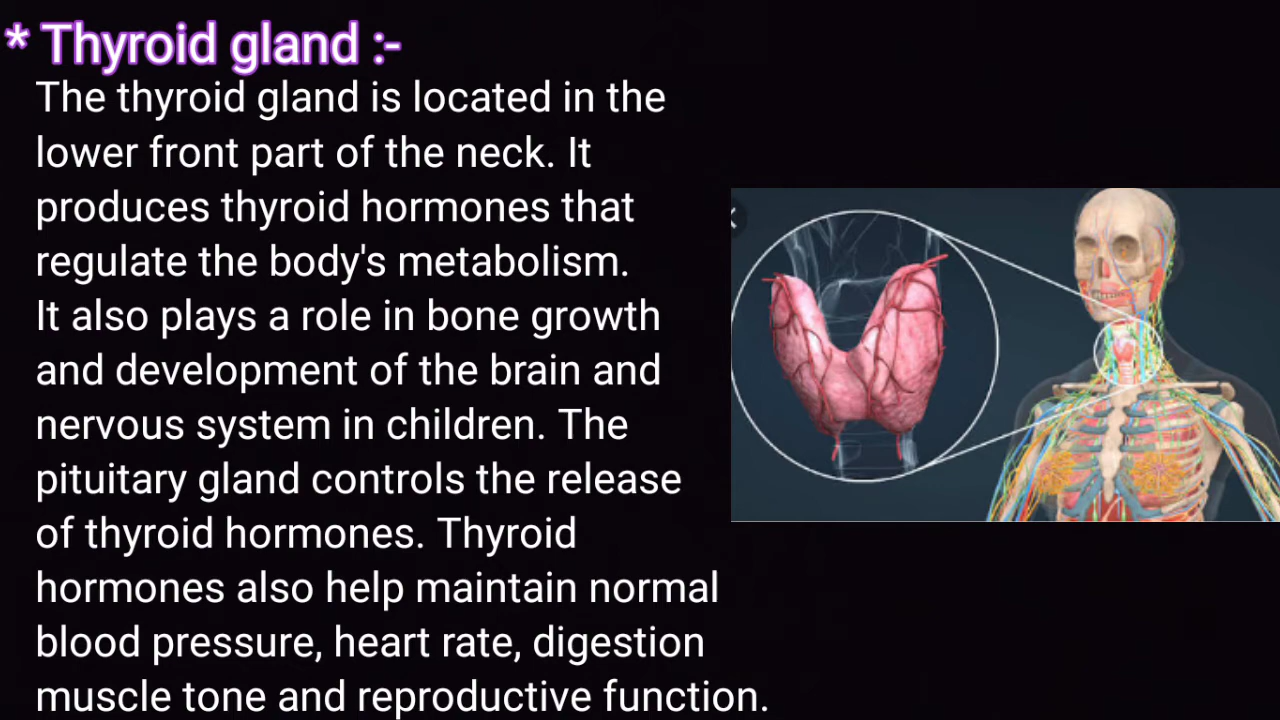 * Thyroid gland :-
The thyroid gland is located in the
lower front part of the neck. It
produces thyroid hormones that
regulate the body's metabolism.
It also plays a role in bone growth
and development of the brain and
nervous system in children. The
pituitary gland controls the release
of thyroid hormones. Thyroid
hormones also help maintain normal
blood pressure, heart rate, digestion
muscle tone and reproductive function.